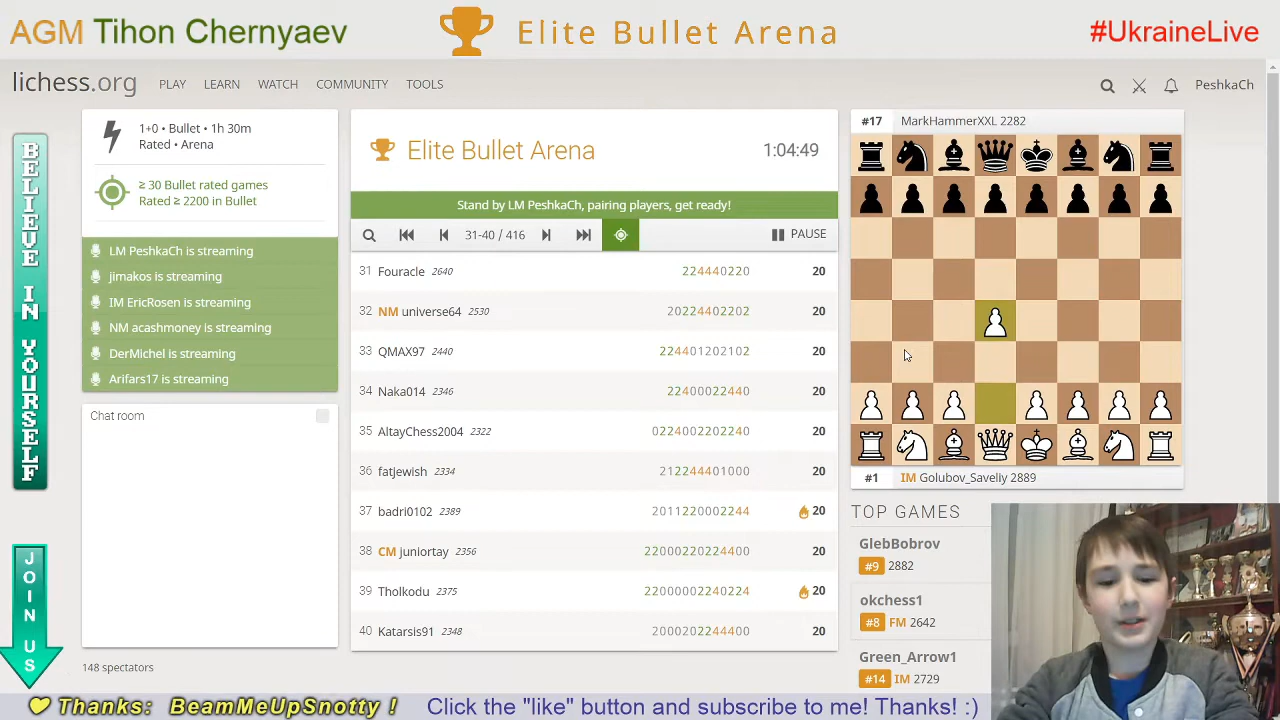 AGM Tihon Chernyaev
Elite Bullet Arena
#UkraineLive
lichess.org
PLAY
LEARN
WATCH
COMMUNITY
TOOLS
PeshkaCh
BELIEVE IN YOURSELF
JOIN US
1+0 • Bullet • 1h 30m
Rated • Arena
≥ 30 Bullet rated games
Rated ≥ 2200 in Bullet
LM PeshkaCh is streaming
jimakos is streaming
IM EricRosen is streaming
NM acashmoney is streaming
DerMichel is streaming
Arifars17 is streaming
Chat room
148 spectators
Elite Bullet Arena
1:04:49
Stand by LM PeshkaCh, pairing players, get ready!
31-40 / 416
PAUSE
31 Fouracle 2640 224440220 20
32 NM universe64 2530 20224402202 20
33 QMAX97 2440 224401202102 20
34 Naka014 2346 22400022440 20
35 AltayChess2004 2322 0224002202240 20
36 fatjewish 2334 212244401000 20
37 badri0102 2389 2011220002244 20
38 CM juniortay 2356 22000220224400 20
39 Tholkodu 2375 22000002240224 20
40 Katarsis91 2348 2000202244400 20
#17 MarkHammerXXL 2282
#1 IM Golubov_Saveliy 2889
TOP GAMES
GlebBobrov
#9 2882
okchess1
#8 FM 2642
Green_Arrow1
#14 IM 2729
Thanks: BeamMeUpSnotty !
Click the "like" button and subscribe to me! Thanks! :)